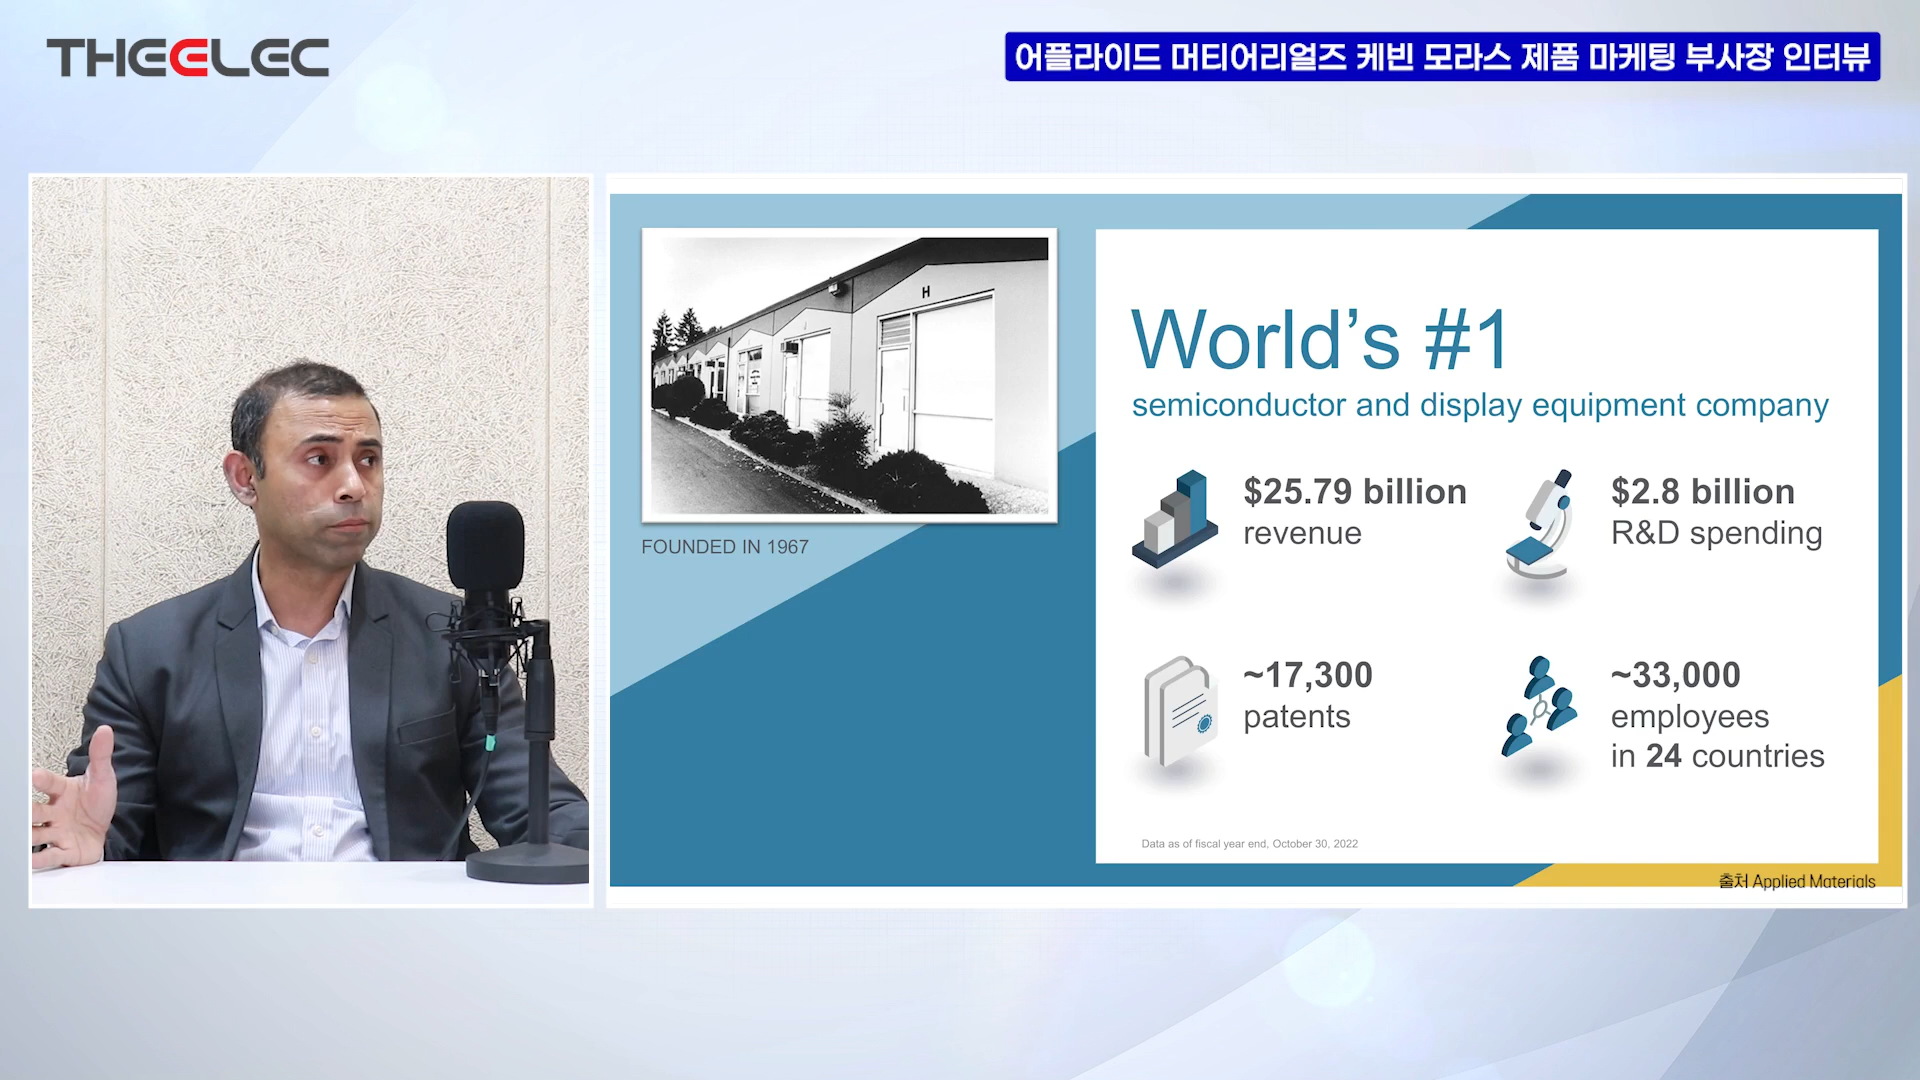 THEELEC
어플라이드 머티어리얼즈 케빈 모라스 제품 마케팅 부사장 인터뷰
H
FOUNDED IN 1967
World's #1
semiconductor and display equipment company
$25.79 billion
revenue
$2.8 billion
R&D spending
~17,300
patents
~33,000
employees
in 24 countries
Data as of fiscal year end, October 30, 2022
출처 Applied Materials